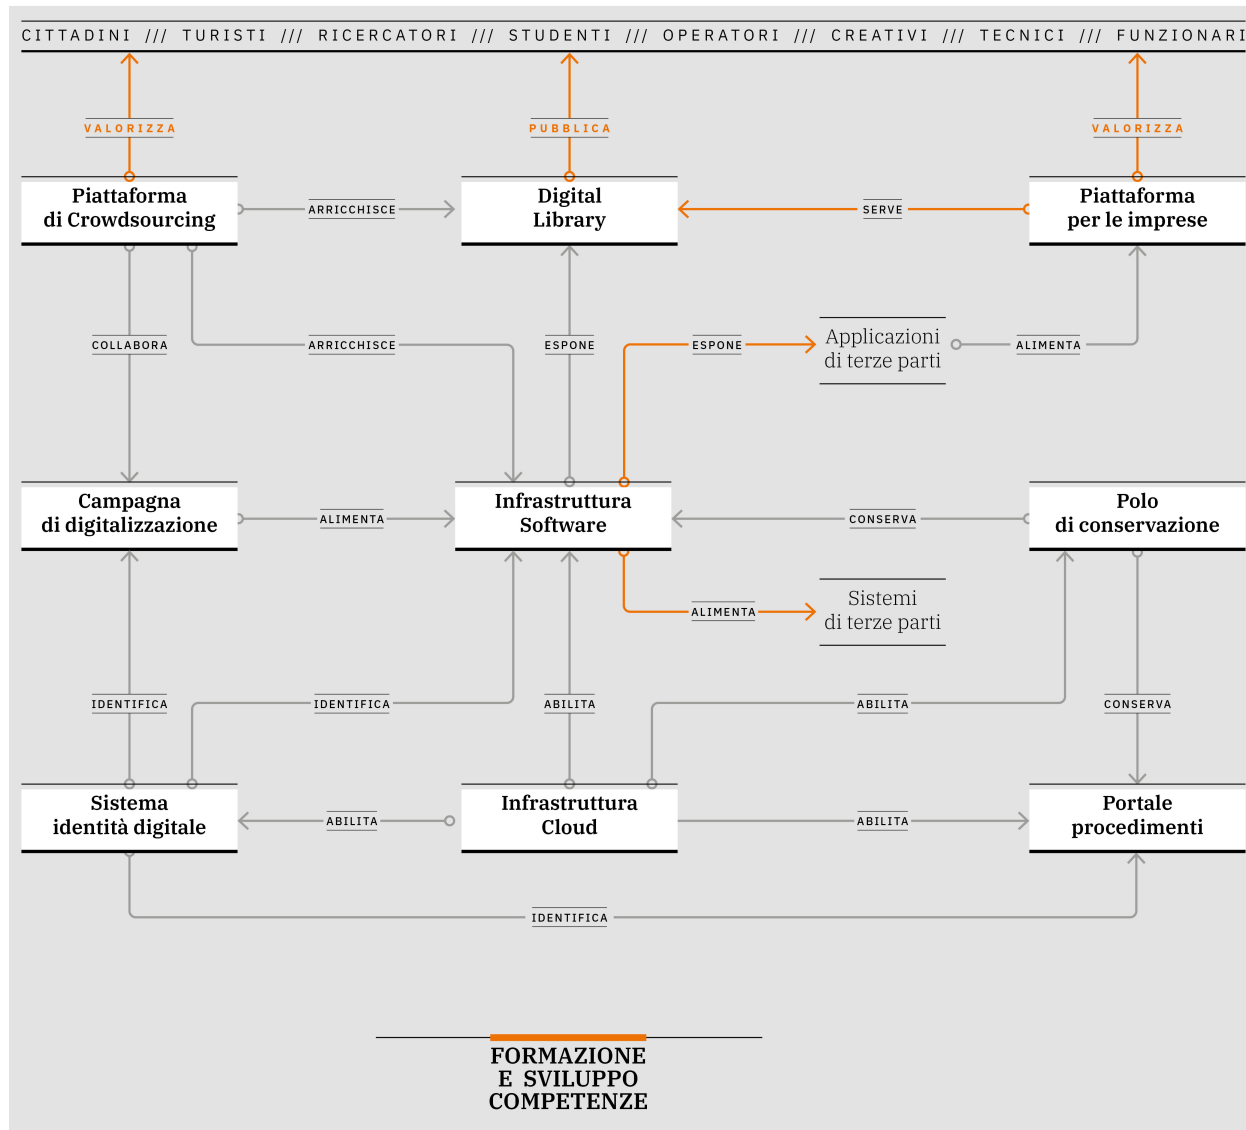 CITTADINI /// TURISTI /// RICERCATORI /// STUDENTI /// OPERATORI /// CREATIVI /// TECNICI /// FUNZIONARI
VALORIZZA
PUBBLICA
VALORIZZA
Piattaforma
di Crowdsourcing
ARRICCHISCE
Digital
Library
SERVE
Piattaforma
per le imprese
COLLABORA
ARRICCHISCE
ESPONE
ESPONE
Applicazioni
di terze parti
ALIMENTA
Campagna
di digitalizzazione
ALIMENTA
Infrastruttura
Software
CONSERVA
Polo
di conservazione
ALIMENTA
Sistemi
di terze parti
IDENTIFICA
IDENTIFICA
ABILITA
ABILITA
CONSERVA
Sistema
identità digitale
ABILITA
Infrastruttura
Cloud
ABILITA
Portale
procedimenti
IDENTIFICA
FORMAZIONE
E SVILUPPO
COMPETENZE